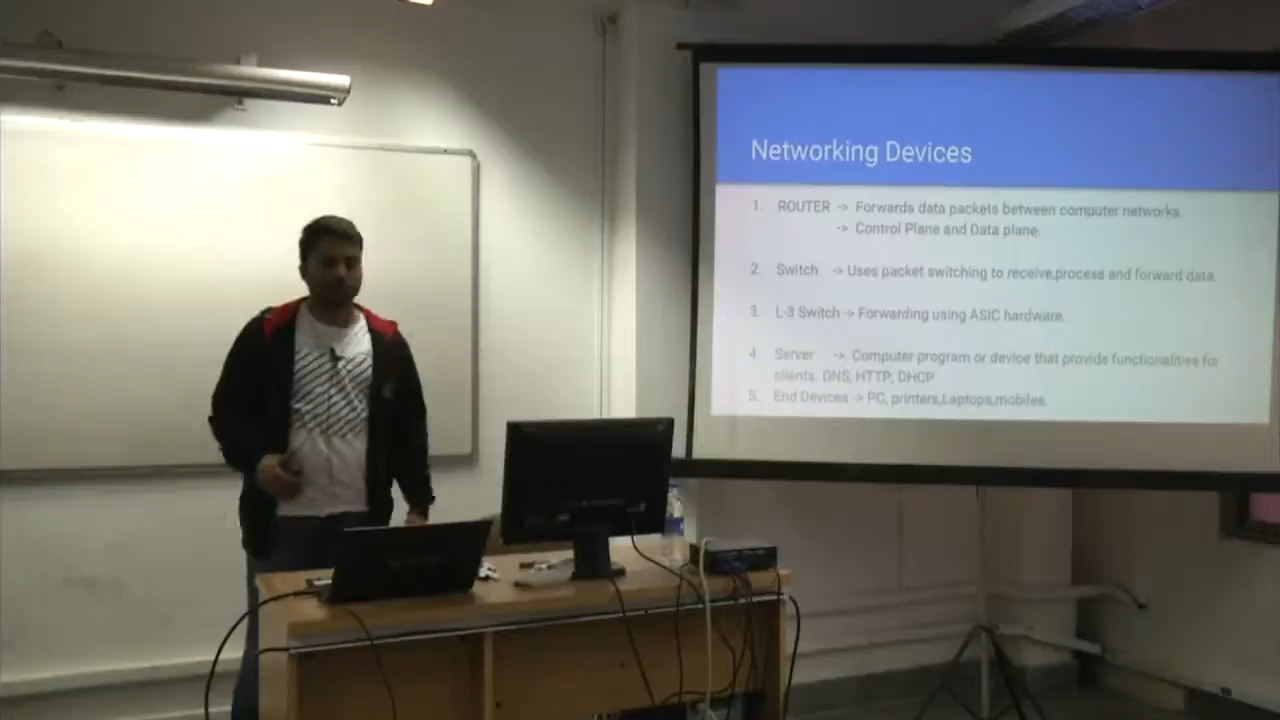 Networking Devices
1. ROUTER -> Forwards data packets between computer networks.
-> Control Plane and Data plane.
2. Switch -> Uses packet switching to receive,process and forward data.
3. L-3 Switch -> Forwarding using ASIC hardware.
4. Server -> Computer program or device that provide functionalities for
clients. DNS, HTTP, DHCP
5. End Devices -> PC, printers,Laptops,mobiles.